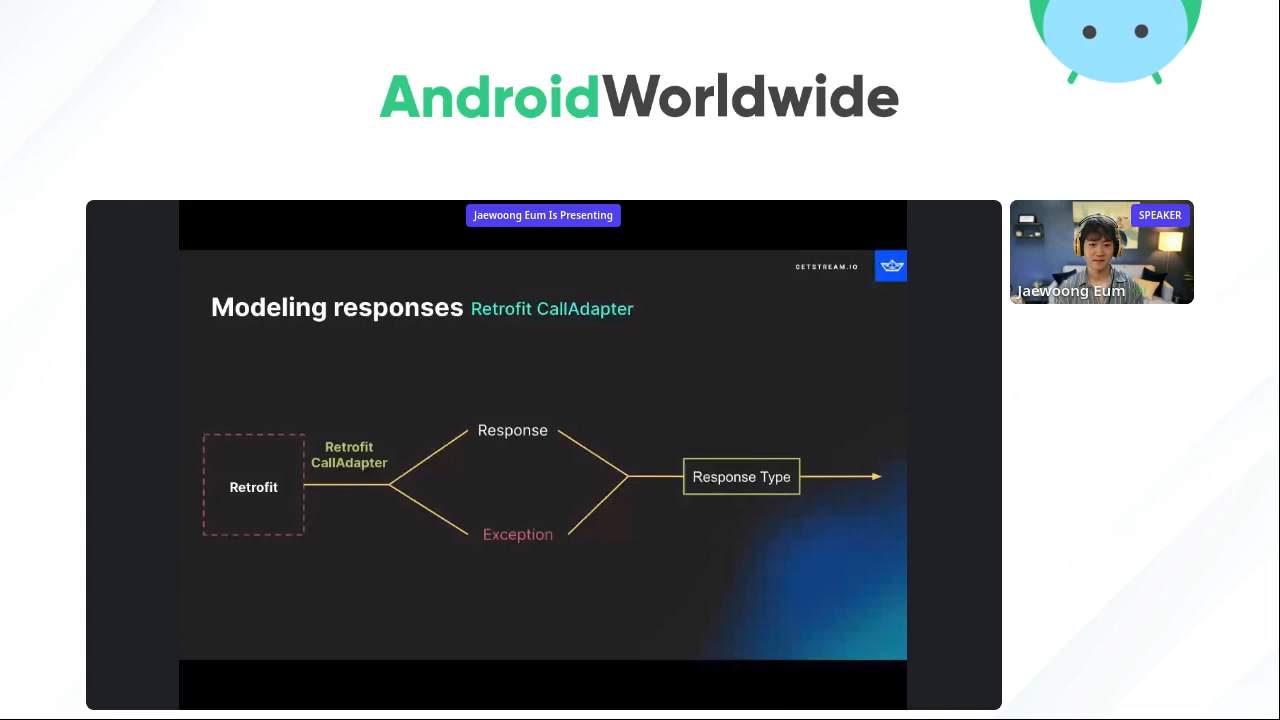 AndroidWorldwide
Jaewoong Eum Is Presenting
SPEAKER
Jaewoong Eum
GETSTREAM.IO
Modeling responses Retrofit CallAdapter
Retrofit
CallAdapter
Retrofit
Response
Exception
Response Type